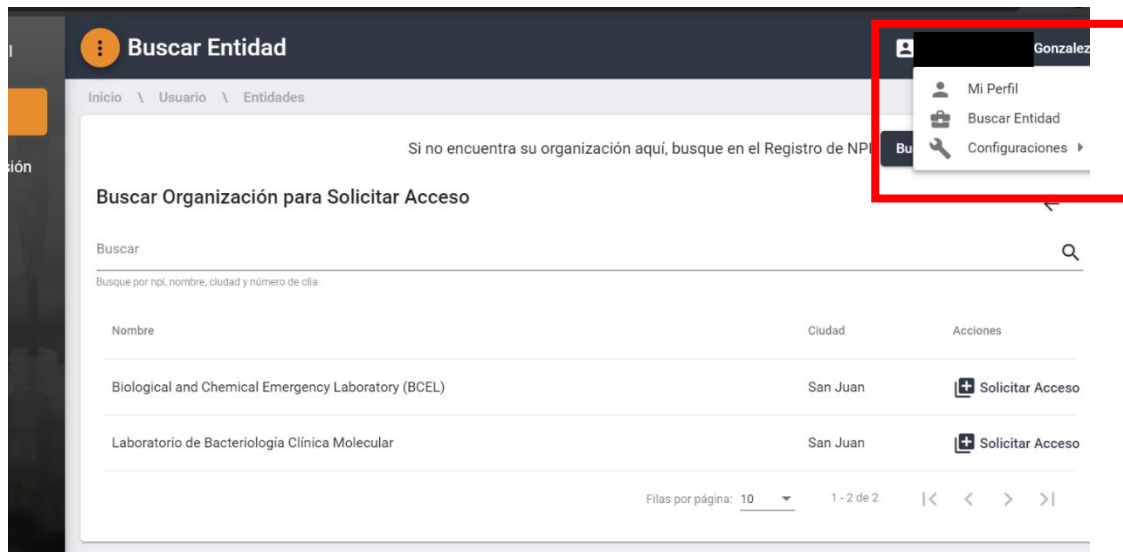 Buscar Entidad
Gonzalez
Inicio \ Usuario \ Entidades
Mi Perfil
Buscar Entidad
Configuraciones
sión
Si no encuentra su organización aquí, busque en el Registro de NPI
Buscar Organización para Solicitar Acceso
Buscar
Busque por npi, nombre, ciudad y número de clia
Nombre Ciudad Acciones
Biological and Chemical Emergency Laboratory (BCEL) San Juan Solicitar Acceso
Laboratorio de Bacteriología Clínica Molecular San Juan Solicitar Acceso
Filas por página: 10 1 - 2 de 2